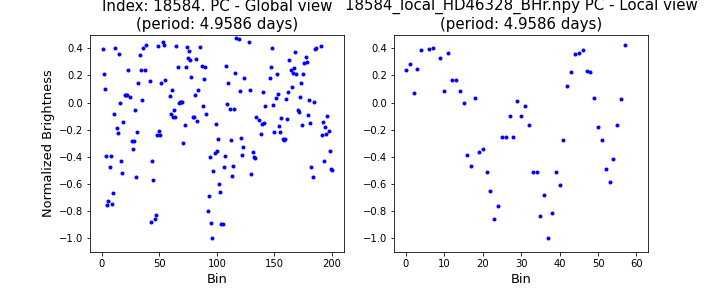 Index: 18584. PC - Global view
(period: 4.9586 days)
18584_local_HD46328_BHr.npy PC - Local view
(period: 4.9586 days)
Normalized Brightness
0.4
0.2
0.0
−0.2
−0.4
−0.6
−0.8
−1.0
0 50 100 150 200
Bin
0.4
0.2
0.0
−0.2
−0.4
−0.6
−0.8
−1.0
0 10 20 30 40 50 60
Bin